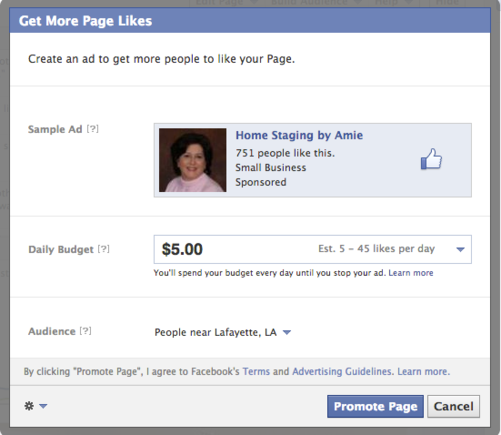 Get More Page Likes
Create an ad to get more people to like your Page.
Sample Ad [?]
Home Staging by Amie
751 people like this.
Small Business
Sponsored
Daily Budget [?]
$5.00 Est. 5 – 45 likes per day
You'll spend your budget every day until you stop your ad. Learn more
Audience [?]
People near Lafayette, LA
By clicking "Promote Page", I agree to Facebook's Terms and Advertising Guidelines. Learn more.
Promote Page Cancel